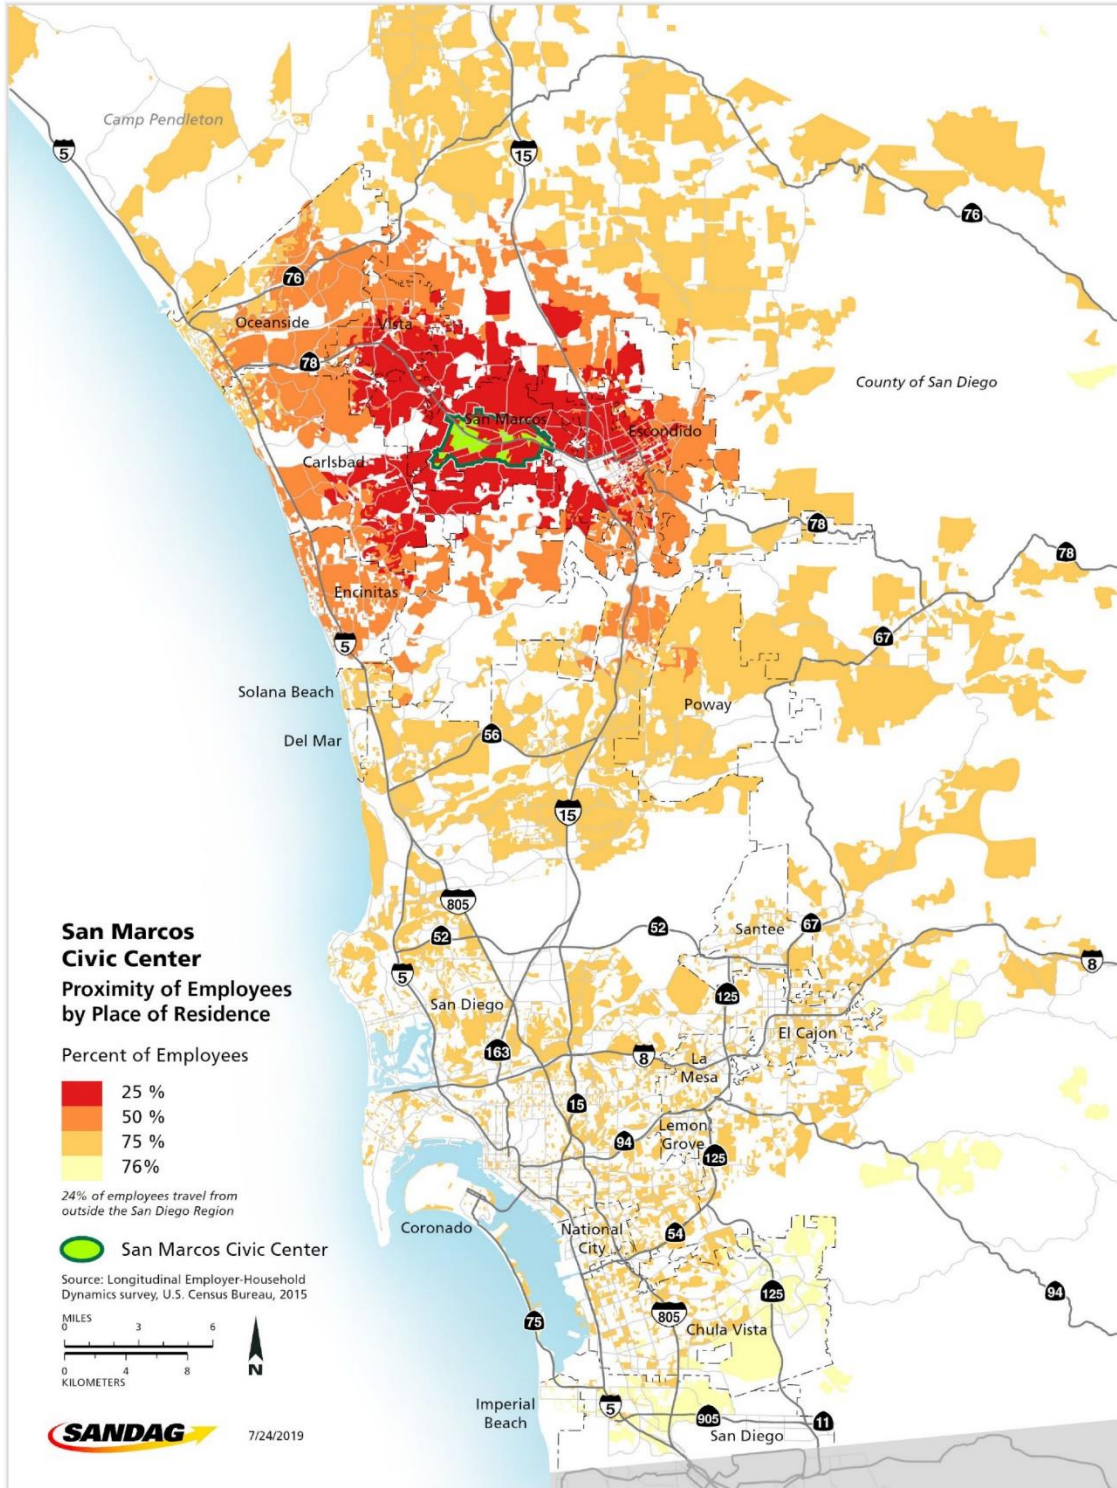 Camp Pendleton
5
15
76
76
Oceanside
Vista
78
County of San Diego
San Marcos
Escondido
Carlsbad
78
78
Encinitas
67
5
Solana Beach
Poway
Del Mar
56
15
805
San Marcos
Civic Center
Proximity of Employees
by Place of Residence
Percent of Employees
25 %
50 %
75 %
76%
24% of employees travel from
outside the San Diego Region
San Marcos Civic Center
Source: Longitudinal Employer-Household
Dynamics survey, U.S. Census Bureau, 2015
MILES
0 3 6
0 4 8
KILOMETERS
N
SANDAG
7/24/2019
52
52
Santee
67
8
5
San Diego
125
El Cajon
163
8
La
Mesa
15
94
Lemon
Grove
125
Coronado
National
City
54
75
805
125
94
Chula Vista
Imperial
Beach
5
905
11
San Diego